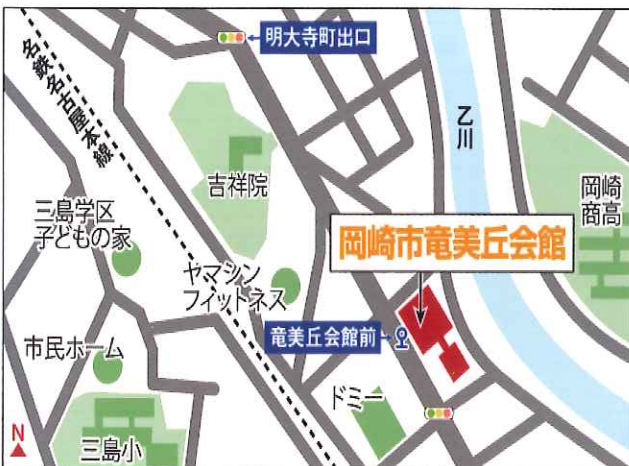 明大寺町出口
名鉄名古屋本線
乙川
吉祥院
岡崎
商高
三島学区
子どもの家
岡崎市竜美丘会館
ヤマシン
フィットネス
竜美丘会館前
市民ホーム
ドミー
三島小
N